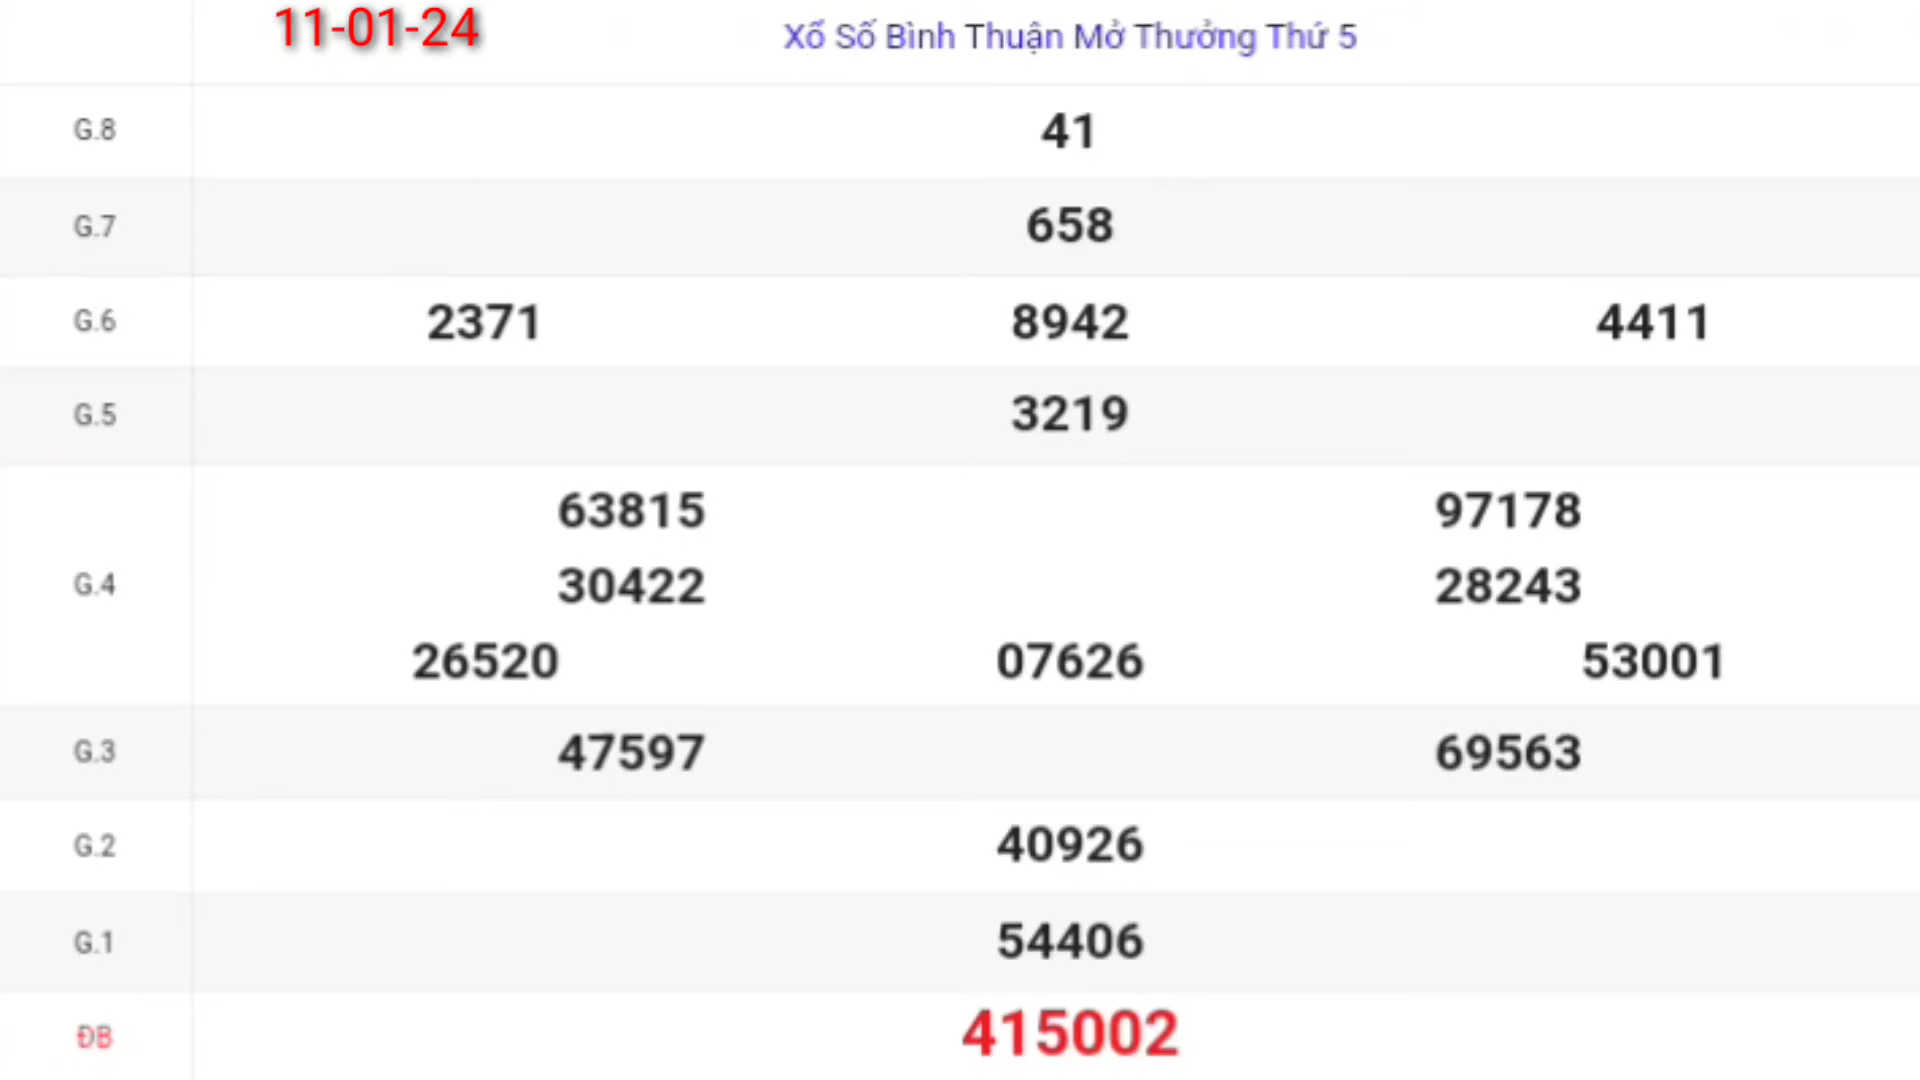 11-01-24
Xổ Số Bình Thuận Mở Thưởng Thứ 5
G.8 41
G.7 658
G.6 2371 8942 4411
G.5 3219
63815 97178
G.4 30422 28243
26520 07626 53001
G.3 47597 69563
G.2 40926
G.1 54406
ĐB 415002